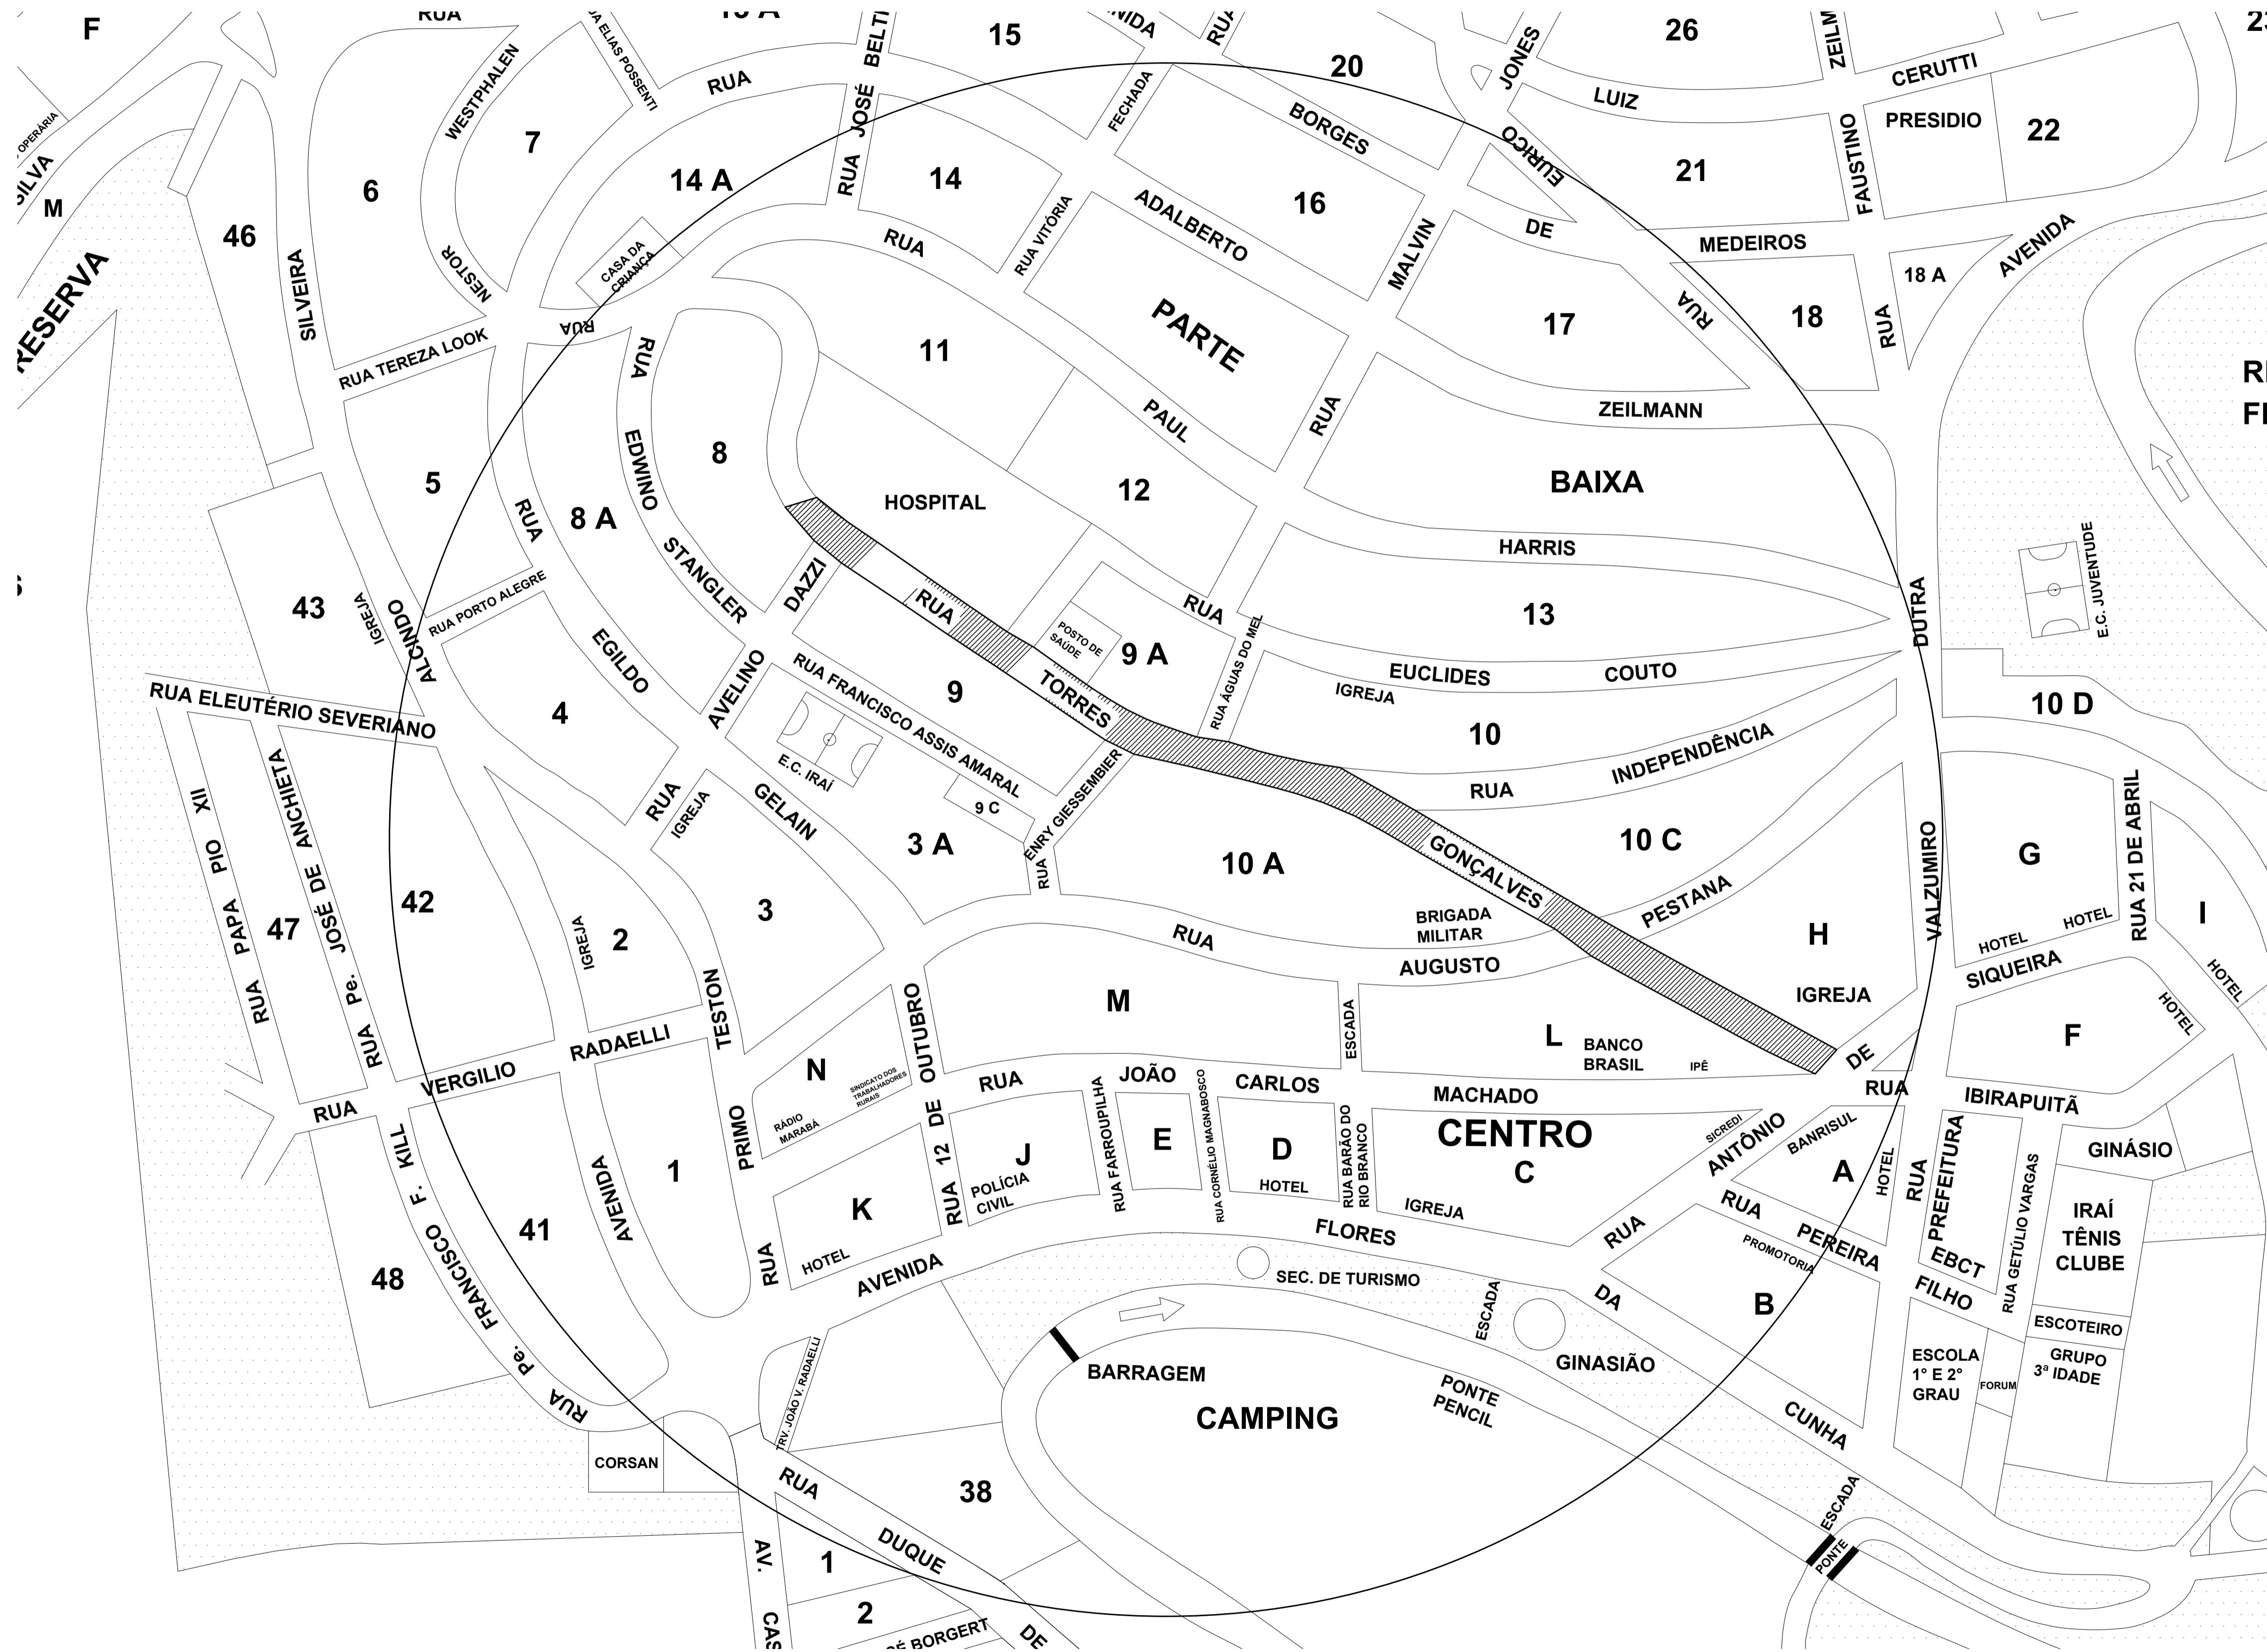 F
RUA
WESTPHALEN
RUA
15
RUA
20
JONES
26
CERUTTI
LUIZ
PRESIDIO
22
OPERÁRIA
SILVA
M
RESERVA
46
SILVEIRA
6
7
NESTOR
RUA TEREZA LOOK
14 A
CASA DA
CRIANÇA
RUA
RUA JOSÉ
14
FECHADA
RUA VITÓRIA
RUA
BORGES
ADALBERTO
16
MALVIN
RUA
EURICO
DE
21
MEDEIROS
FAUSTINO
RUA
18 A
AVENIDA
RUA
18
17
ZEILMANN
PARTE
BAIXA
11
PAUL
12
HOSPITAL
8
RUA
EDWINO
STANGLER
8 A
5
RUA
RUA PORTO ALEGRE
43
IGREJA
ALCINDO
EGILDO
4
RUA ELEUTÉRIO SEVERIANO
DAZZI
AVELINO
RUA
RUA
TORRES
GONÇALVES
POSTO DE
SAÚDE
9 A
9
RUA
RUA ÁGUAS DO MEL
HARRIS
13
EUCLIDES
COUTO
IGREJA
10
RUA
INDEPENDÊNCIA
DUTRA
E.C. JUVENTUDE
10 D
RUA FRANCISCO ASSIS AMARAL
E.C. IRAÍ
9 C
GELAIN
IGREJA
3 A
RUA
ENRY GIESSEMBIER
10 A
10 C
BRIGADA
MILITAR
PESTANA
AUGUSTO
RUA
H
IGREJA
VALZUMIRO
DE
G
HOTEL
HOTEL
SIQUEIRA
RUA 21 DE ABRIL
I
HOTEL
HOTEL
F
RUA PAPA PIO XII
47
RUA Pe. JOSÉ DE ANCHIETA
42
IGREJA
2
3
TESTON
PRIMO
RUA
RUA
VERGILIO
RADAELLI
N
SINDICATO DOS
TRABALHADORES
RURAIS
RÁDIO
MARABÁ
RUA 12 DE OUTUBRO
M
ESCADA
L
BANCO
BRASIL
IPÊ
RUA
JOÃO
CARLOS
MACHADO
RUA
IBIRAPUITÃ
J
POLÍCIA
CIVIL
RUA FARROUPILHA
E
RUA CORNÉLIO MAGNABOSCO
D
HOTEL
RUA BARÃO DO
RIO BRANCO
CENTRO
C
IGREJA
SICREDI
ANTÔNIO
RUA
BANRISUL
A
HOTEL
RUA
PREFEITURA
EBCT
RUA GETÚLIO VARGAS
GINÁSIO
IRAÍ
TÊNIS
CLUBE
ESCOTEIRO
GRUPO
3ª IDADE
RUA
PEREIRA
FILHO
PROMOTORIA
B
ESCOLA
1° E 2°
GRAU
FORUM
K
HOTEL
1
AVENIDA
41
48
RUA
Pe.
FRANCISCO
F. KILL
AVENIDA
FLORES
DA
CUNHA
SEC. DE TURISMO
ESCADA
GINASIÃO
BARRAGEM
CAMPING
PONTE
PENCIL
TRV. JOÃO V. RADAELLI
CORSAN
38
RUA
DUQUE
DE
AV.
1
2
ESCADA
PONTE